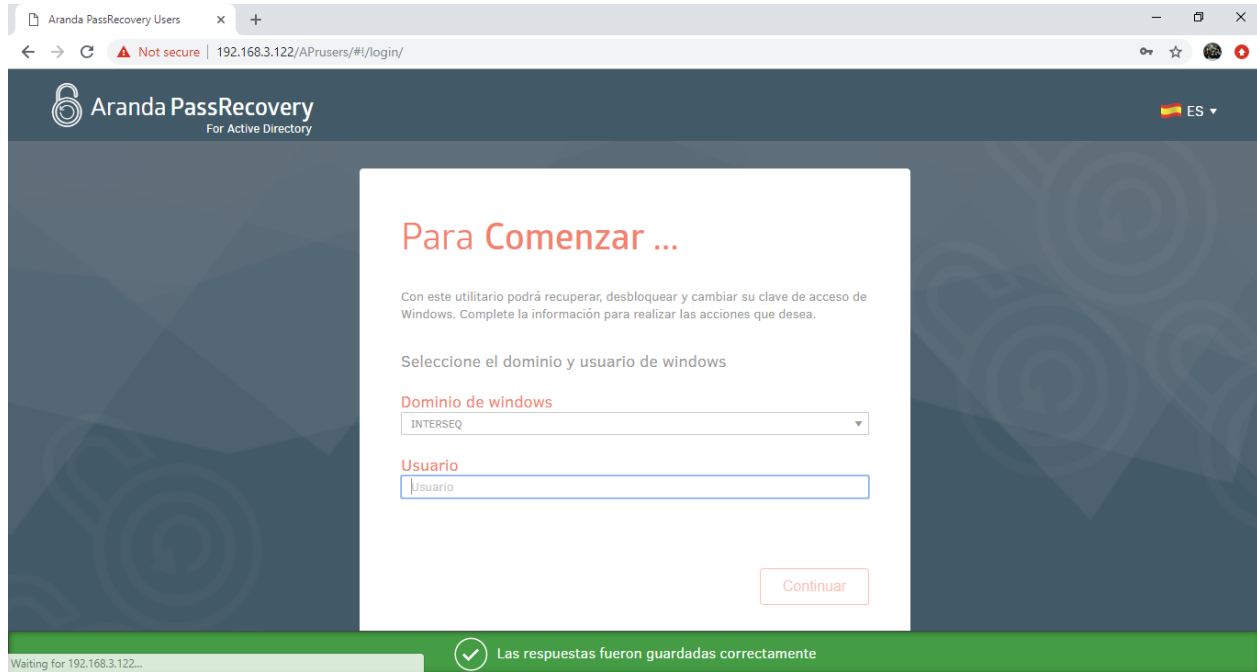 Aranda PassRecovery Users
Not secure | 192.168.3.122/APrusers/#!/login/
Aranda PassRecovery
For Active Directory
ES
Para Comenzar ...
Con este utilitario podrá recuperar, desbloquear y cambiar su clave de acceso de
Windows. Complete la información para realizar las acciones que desea.
Seleccione el dominio y usuario de windows
Dominio de windows
INTERSEQ
Usuario
Usuario
Continuar
Las respuestas fueron guardadas correctamente
Waiting for 192.168.3.122...